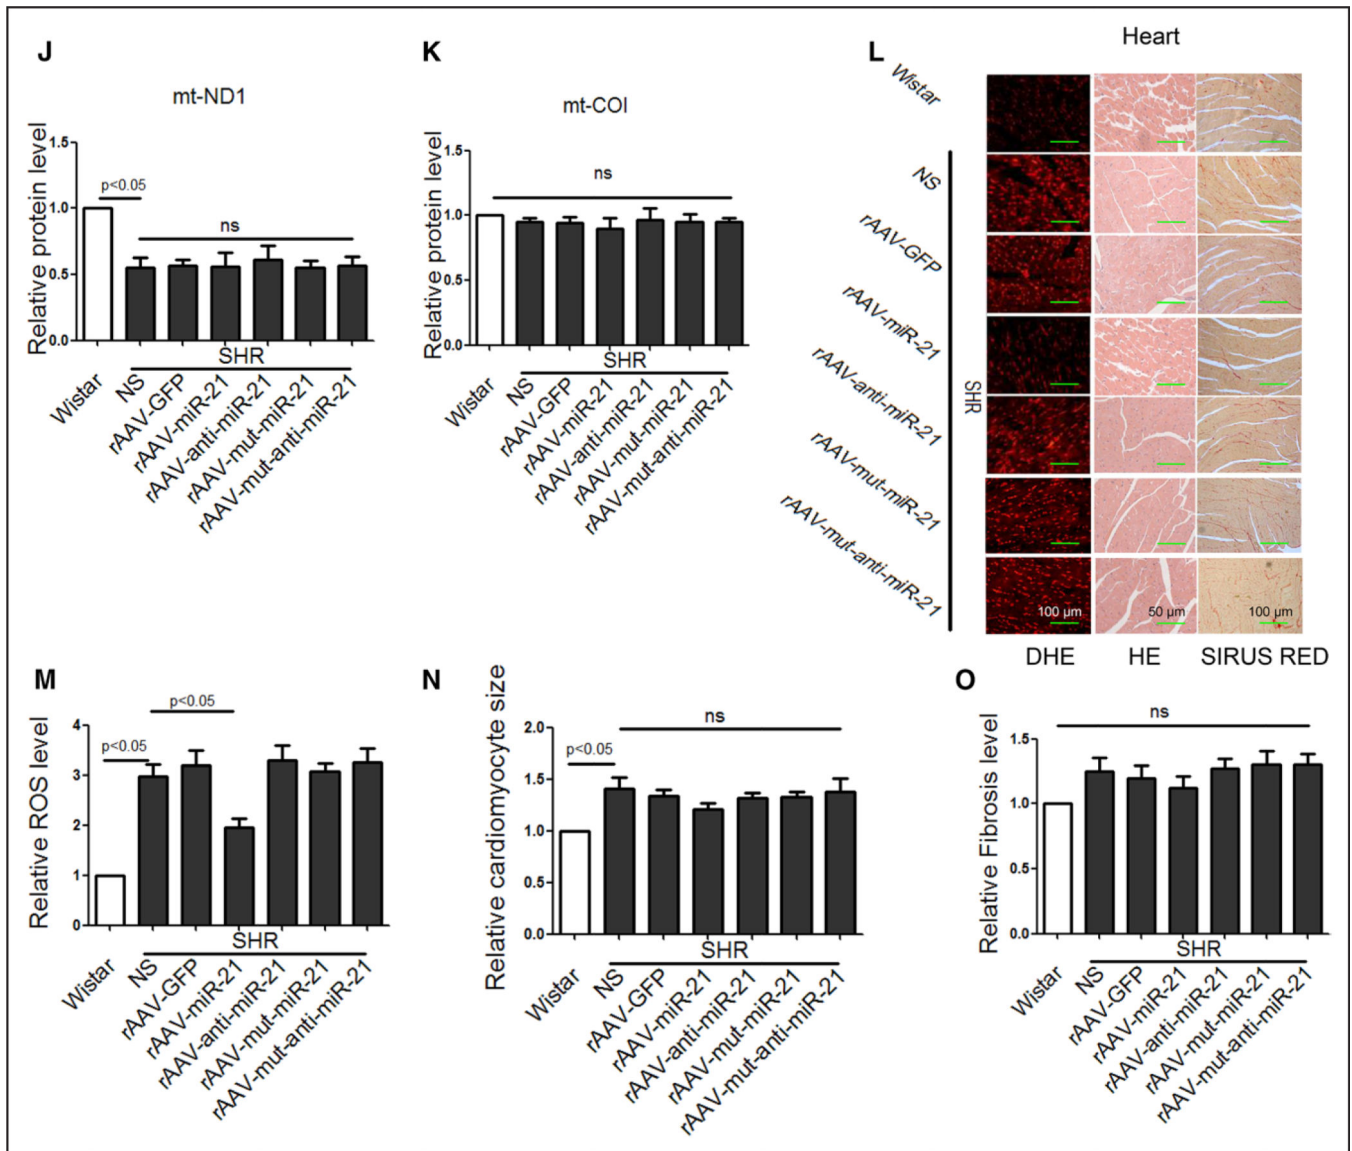 J
mt-ND1
Relative protein level
1.5
1.0
0.5
0.0
p<0.05
ns
SHR
Wistar
NS
rAAV-GFP
rAAV-miR-21
rAAV-anti-miR-21
rAAV-mut-miR-21
rAAV-mut-anti-miR-21
K
mt-COI
Relative protein level
1.5
1.0
0.5
0.0
ns
SHR
Wistar
NS
rAAV-GFP
rAAV-miR-21
rAAV-anti-miR-21
rAAV-mut-miR-21
rAAV-mut-anti-miR-21
L
Heart
Wistar
NS
rAAV-GFP
rAAV-miR-21
rAAV-anti-miR-21
rAAV-mut-miR-21
rAAV-mut-anti-miR-21
SHR
100 μm
50 μm
100 μm
DHE
HE
SIRUS RED
M
Relative ROS level
4
3
2
1
0
p<0.05
p<0.05
SHR
Wistar
NS
rAAV-GFP
rAAV-miR-21
rAAV-anti-miR-21
rAAV-mut-miR-21
rAAV-mut-anti-miR-21
N
Relative cardiomyocyte size
2.0
1.5
1.0
0.5
0.0
p<0.05
ns
SHR
Wistar
NS
rAAV-GFP
rAAV-miR-21
rAAV-anti-miR-21
rAAV-mut-miR-21
rAAV-mut-anti-miR-21
O
Relative Fibrosis level
1.5
1.0
0.5
0.0
ns
SHR
Wistar
NS
rAAV-GFP
rAAV-miR-21
rAAV-anti-miR-21
rAAV-mut-miR-21
rAAV-mut-anti-miR-21